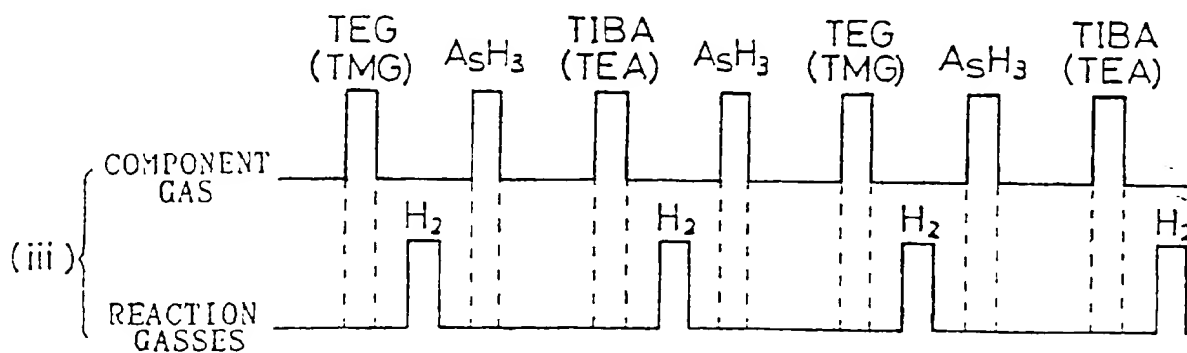 TEG
(TMG)
AsH3
TIBA
(TEA)
AsH3
TEG
(TMG)
AsH3
TIBA
(TEA)
COMPONENT
GAS
(iii)
H2
H2
H2
H2
REACTION
GASSES